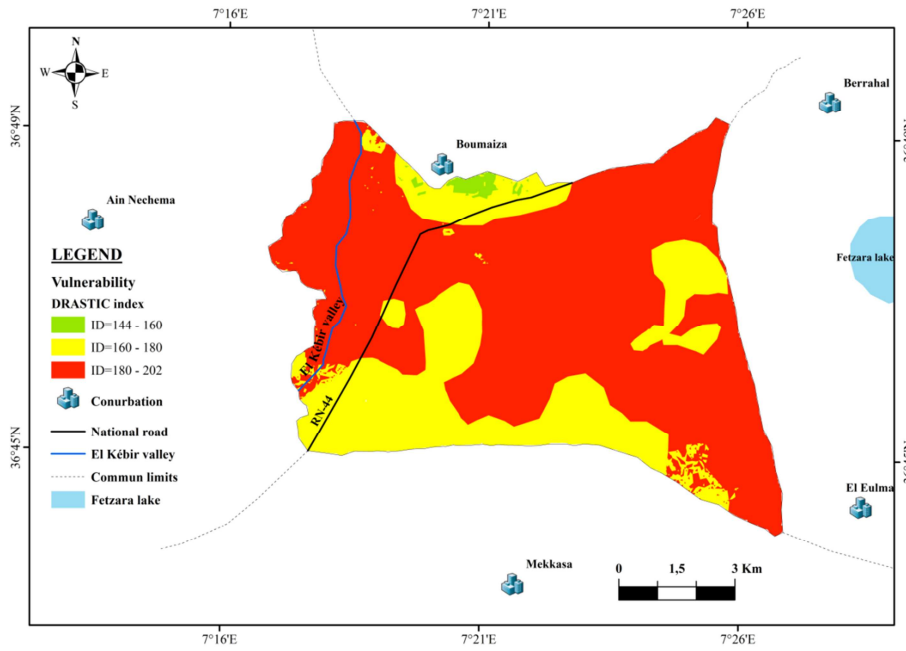 7°16'E 7°21'E 7°26'E
N
W E
S
36°49'N
Berrahal
Boumaiza
Ain Nechema
Fetzara lake
LEGEND
Vulnerability
DRASTIC index
ID=144 - 160
ID=160 - 180
ID=180 - 202
Conurbation
National road
El Kébir valley
Commun limits
Fetzara lake
El Kébir valley
RN-44
36°45'N
El Eulma
Mekkasa
0 1,5 3 Km
7°16'E 7°21'E 7°26'E